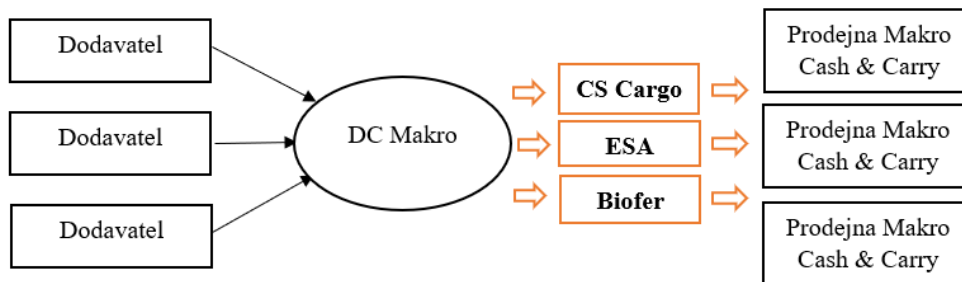 Dodavatel
Dodavatel
Dodavatel
DC Makro
CS Cargo
ESA
Biofer
Prodejna Makro
Cash & Carry
Prodejna Makro
Cash & Carry
Prodejna Makro
Cash & Carry